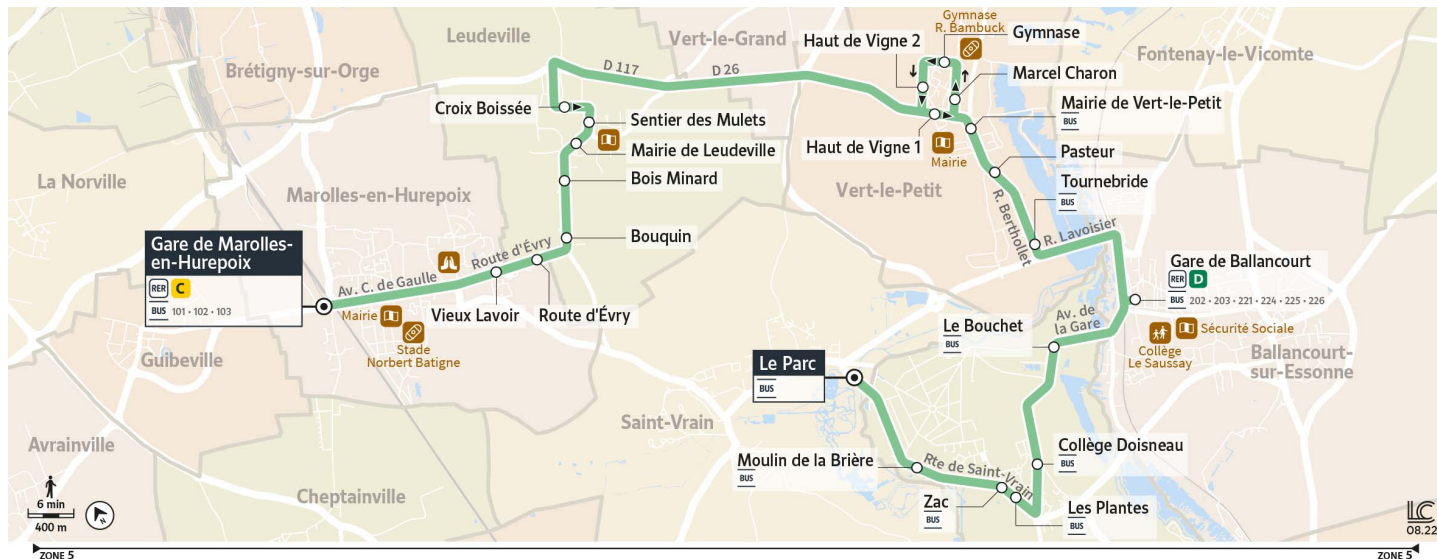 Leudeville
Vert-le-Grand
Gymnase
R. Bambuck
Gymnase
Haut de Vigne 2
Fontenay-le-Vicomte
Brétigny-sur-Orge
D 117
D 26
Marcel Charon
Croix Boissée
Mairie de Vert-le-Petit
BUS
Sentier des Mulets
Haut de Vigne 1
Mairie
Mairie de Leudeville
Pasteur
La Norville
Bois Minard
Tournebride
BUS
Marolles-en-Hurepoix
Vert-le-Petit
R. Berthollet
R. Lavoisier
Gare de Marolles-
en-Hurepoix
RER C
BUS 101 • 102 • 103
Bouquin
Route d'Évry
Av. C. de Gaulle
Gare de Ballancourt
RER D
BUS 202 • 203 • 221 • 224 • 225 • 226
Mairie
Vieux Lavoir
Route d'Évry
Stade
Norbert Batigne
Le Bouchet
BUS
Av. de
la Gare
Sécurité Sociale
Collège
Le Saussay
Guibeville
Le Parc
BUS
Ballancourt-
sur-Essonne
Saint-Vrain
Avrainville
Collège Doisneau
BUS
Moulin de la Brière
BUS
Rte de Saint-Vrain
Cheptainville
Zac
BUS
Les Plantes
BUS
6 min
400 m
N
LC
08.22
ZONE 5
ZONE 5